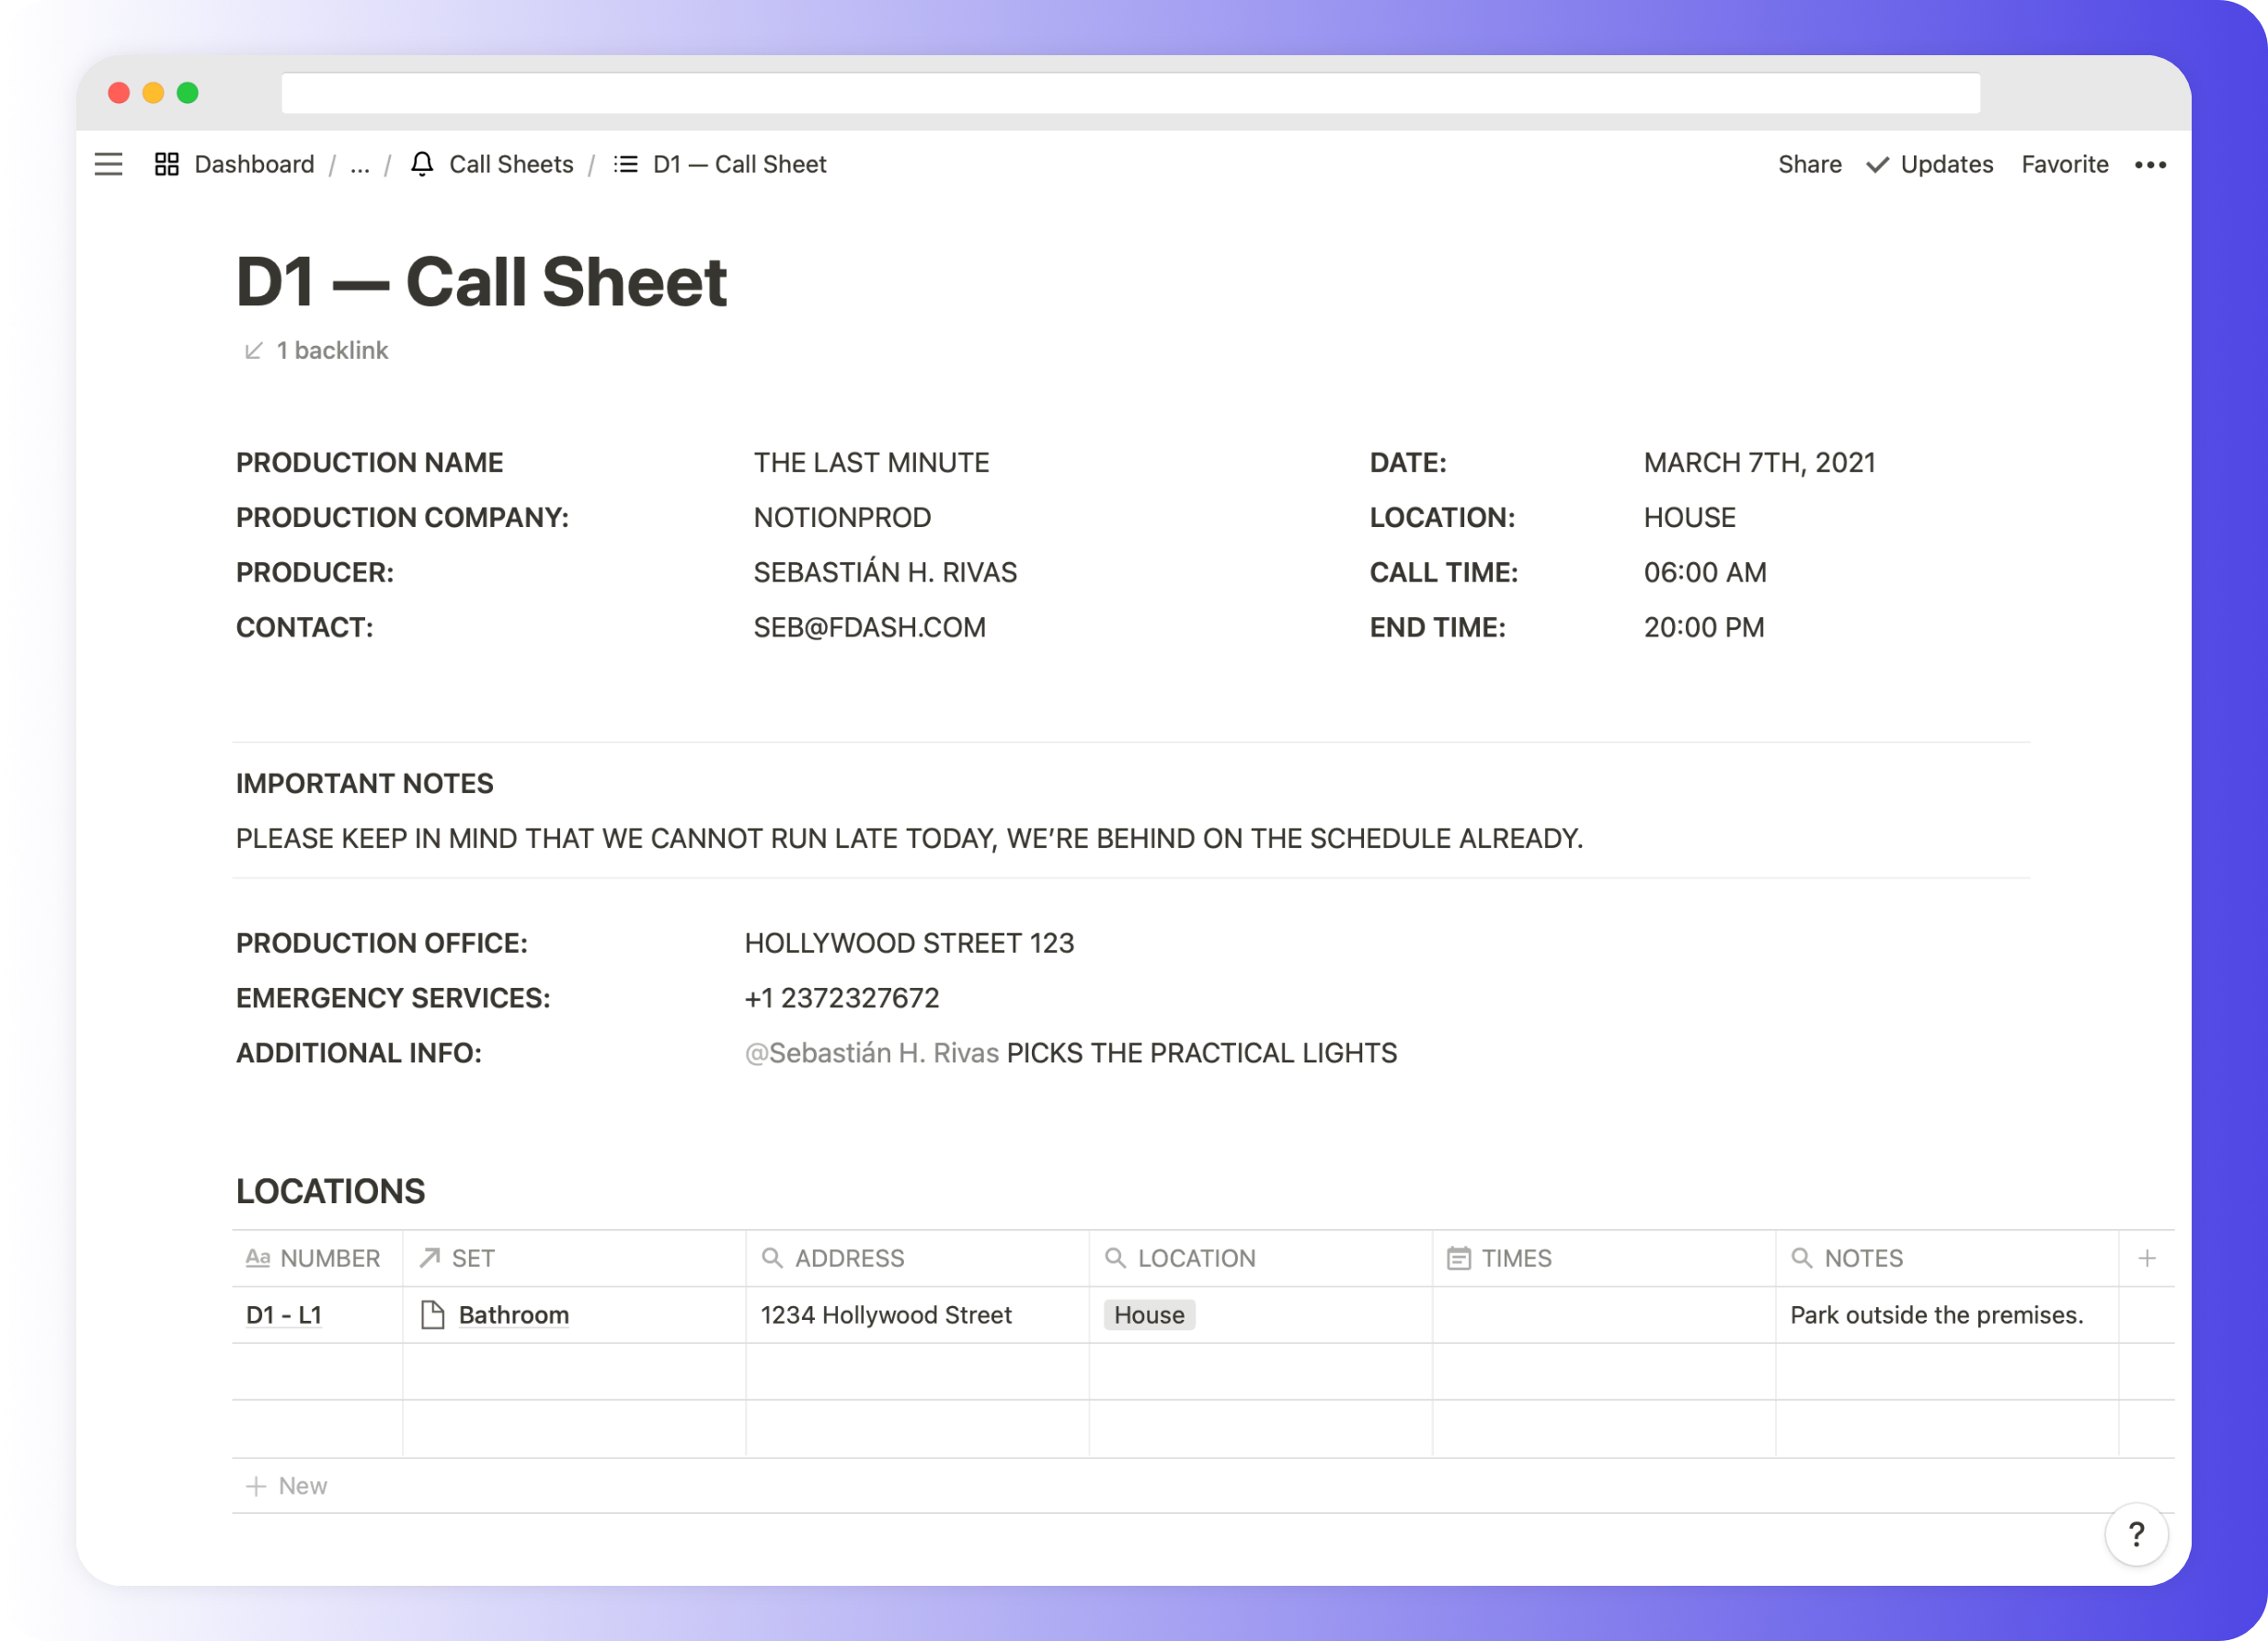 Dashboard / ... / Call Sheets / D1 — Call Sheet Share Updates Favorite •••
D1 — Call Sheet
1 backlink
PRODUCTION NAME THE LAST MINUTE DATE: MARCH 7TH, 2021
PRODUCTION COMPANY: NOTIONPROD LOCATION: HOUSE
PRODUCER: SEBASTIÁN H. RIVAS CALL TIME: 06:00 AM
CONTACT: SEB@FDASH.COM END TIME: 20:00 PM
IMPORTANT NOTES
PLEASE KEEP IN MIND THAT WE CANNOT RUN LATE TODAY, WE’RE BEHIND ON THE SCHEDULE ALREADY.
PRODUCTION OFFICE: HOLLYWOOD STREET 123
EMERGENCY SERVICES: +1 2372327672
ADDITIONAL INFO: @Sebastián H. Rivas PICKS THE PRACTICAL LIGHTS
LOCATIONS
Aa NUMBER SET ADDRESS LOCATION TIMES NOTES +
D1 - L1 Bathroom 1234 Hollywood Street House Park outside the premises.
+ New
?